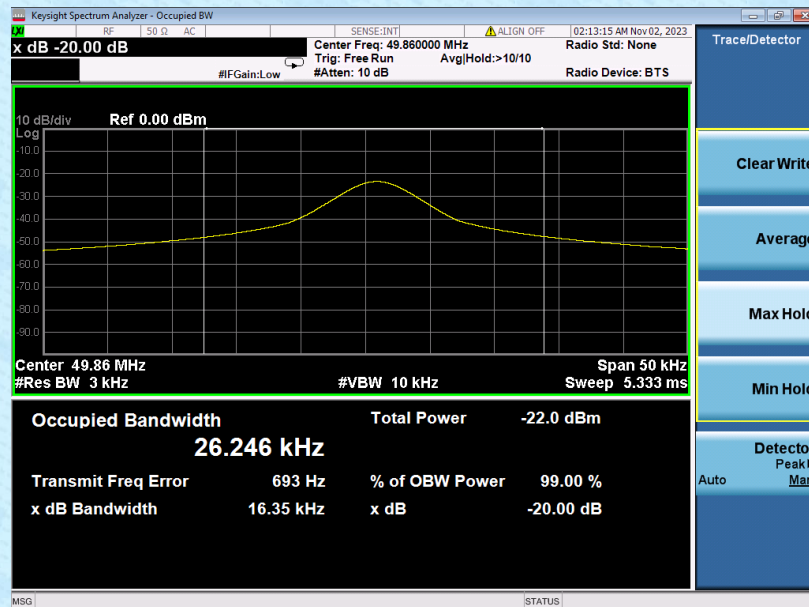 Keysight Spectrum Analyzer - Occupied BW
LXI RF 50 Ω AC SENSE:INT ALIGN OFF 02:13:15 AM Nov 02, 2023
x dB -20.00 dB
Center Freq: 49.860000 MHz
Radio Std: None
Trig: Free Run Avg|Hold:>10/10
#IFGain:Low
#Atten: 10 dB
Radio Device: BTS
Trace/Detector
10 dB/div Ref 0.00 dBm
Log
-10.0
-20.0
-30.0
-40.0
-50.0
-60.0
-70.0
-80.0
-90.0
Center 49.86 MHz
Span 50 kHz
#Res BW 3 kHz
#VBW 10 kHz
Sweep 5.333 ms
Occupied Bandwidth
26.246 kHz
Total Power -22.0 dBm
Transmit Freq Error 693 Hz
% of OBW Power 99.00 %
x dB Bandwidth 16.35 kHz
x dB -20.00 dB
Clear Write
Average
Max Hold
Min Hold
Detecto
Peak
Auto Man
MSG
STATUS